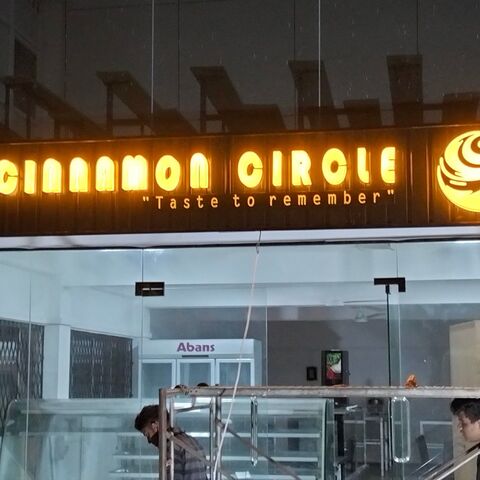 CINNAMON CIRCLE
"Taste to remember"
Abans